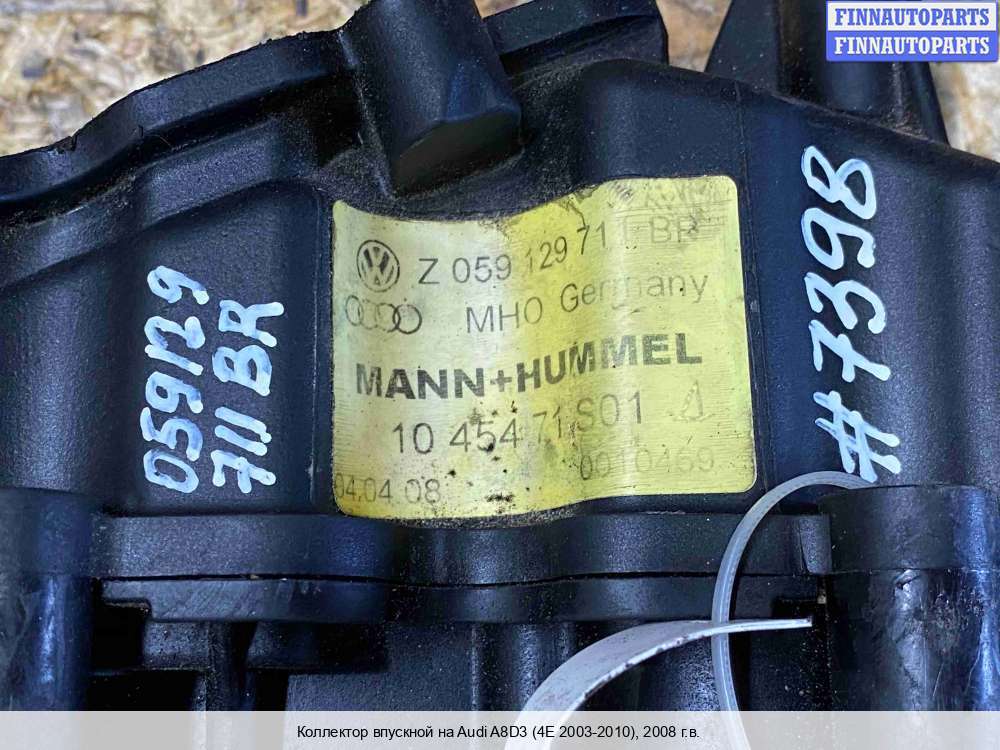 FINNAUTOPARTS
FINNAUTOPARTS
Z 059 129 711 BR
MHO Germany
MANN+HUMMEL
10 454 71 S01
04.04 08
0010469
059129
711 BR
#7398
Коллектор впускной на Audi A8D3 (4E 2003-2010), 2008 г.в.